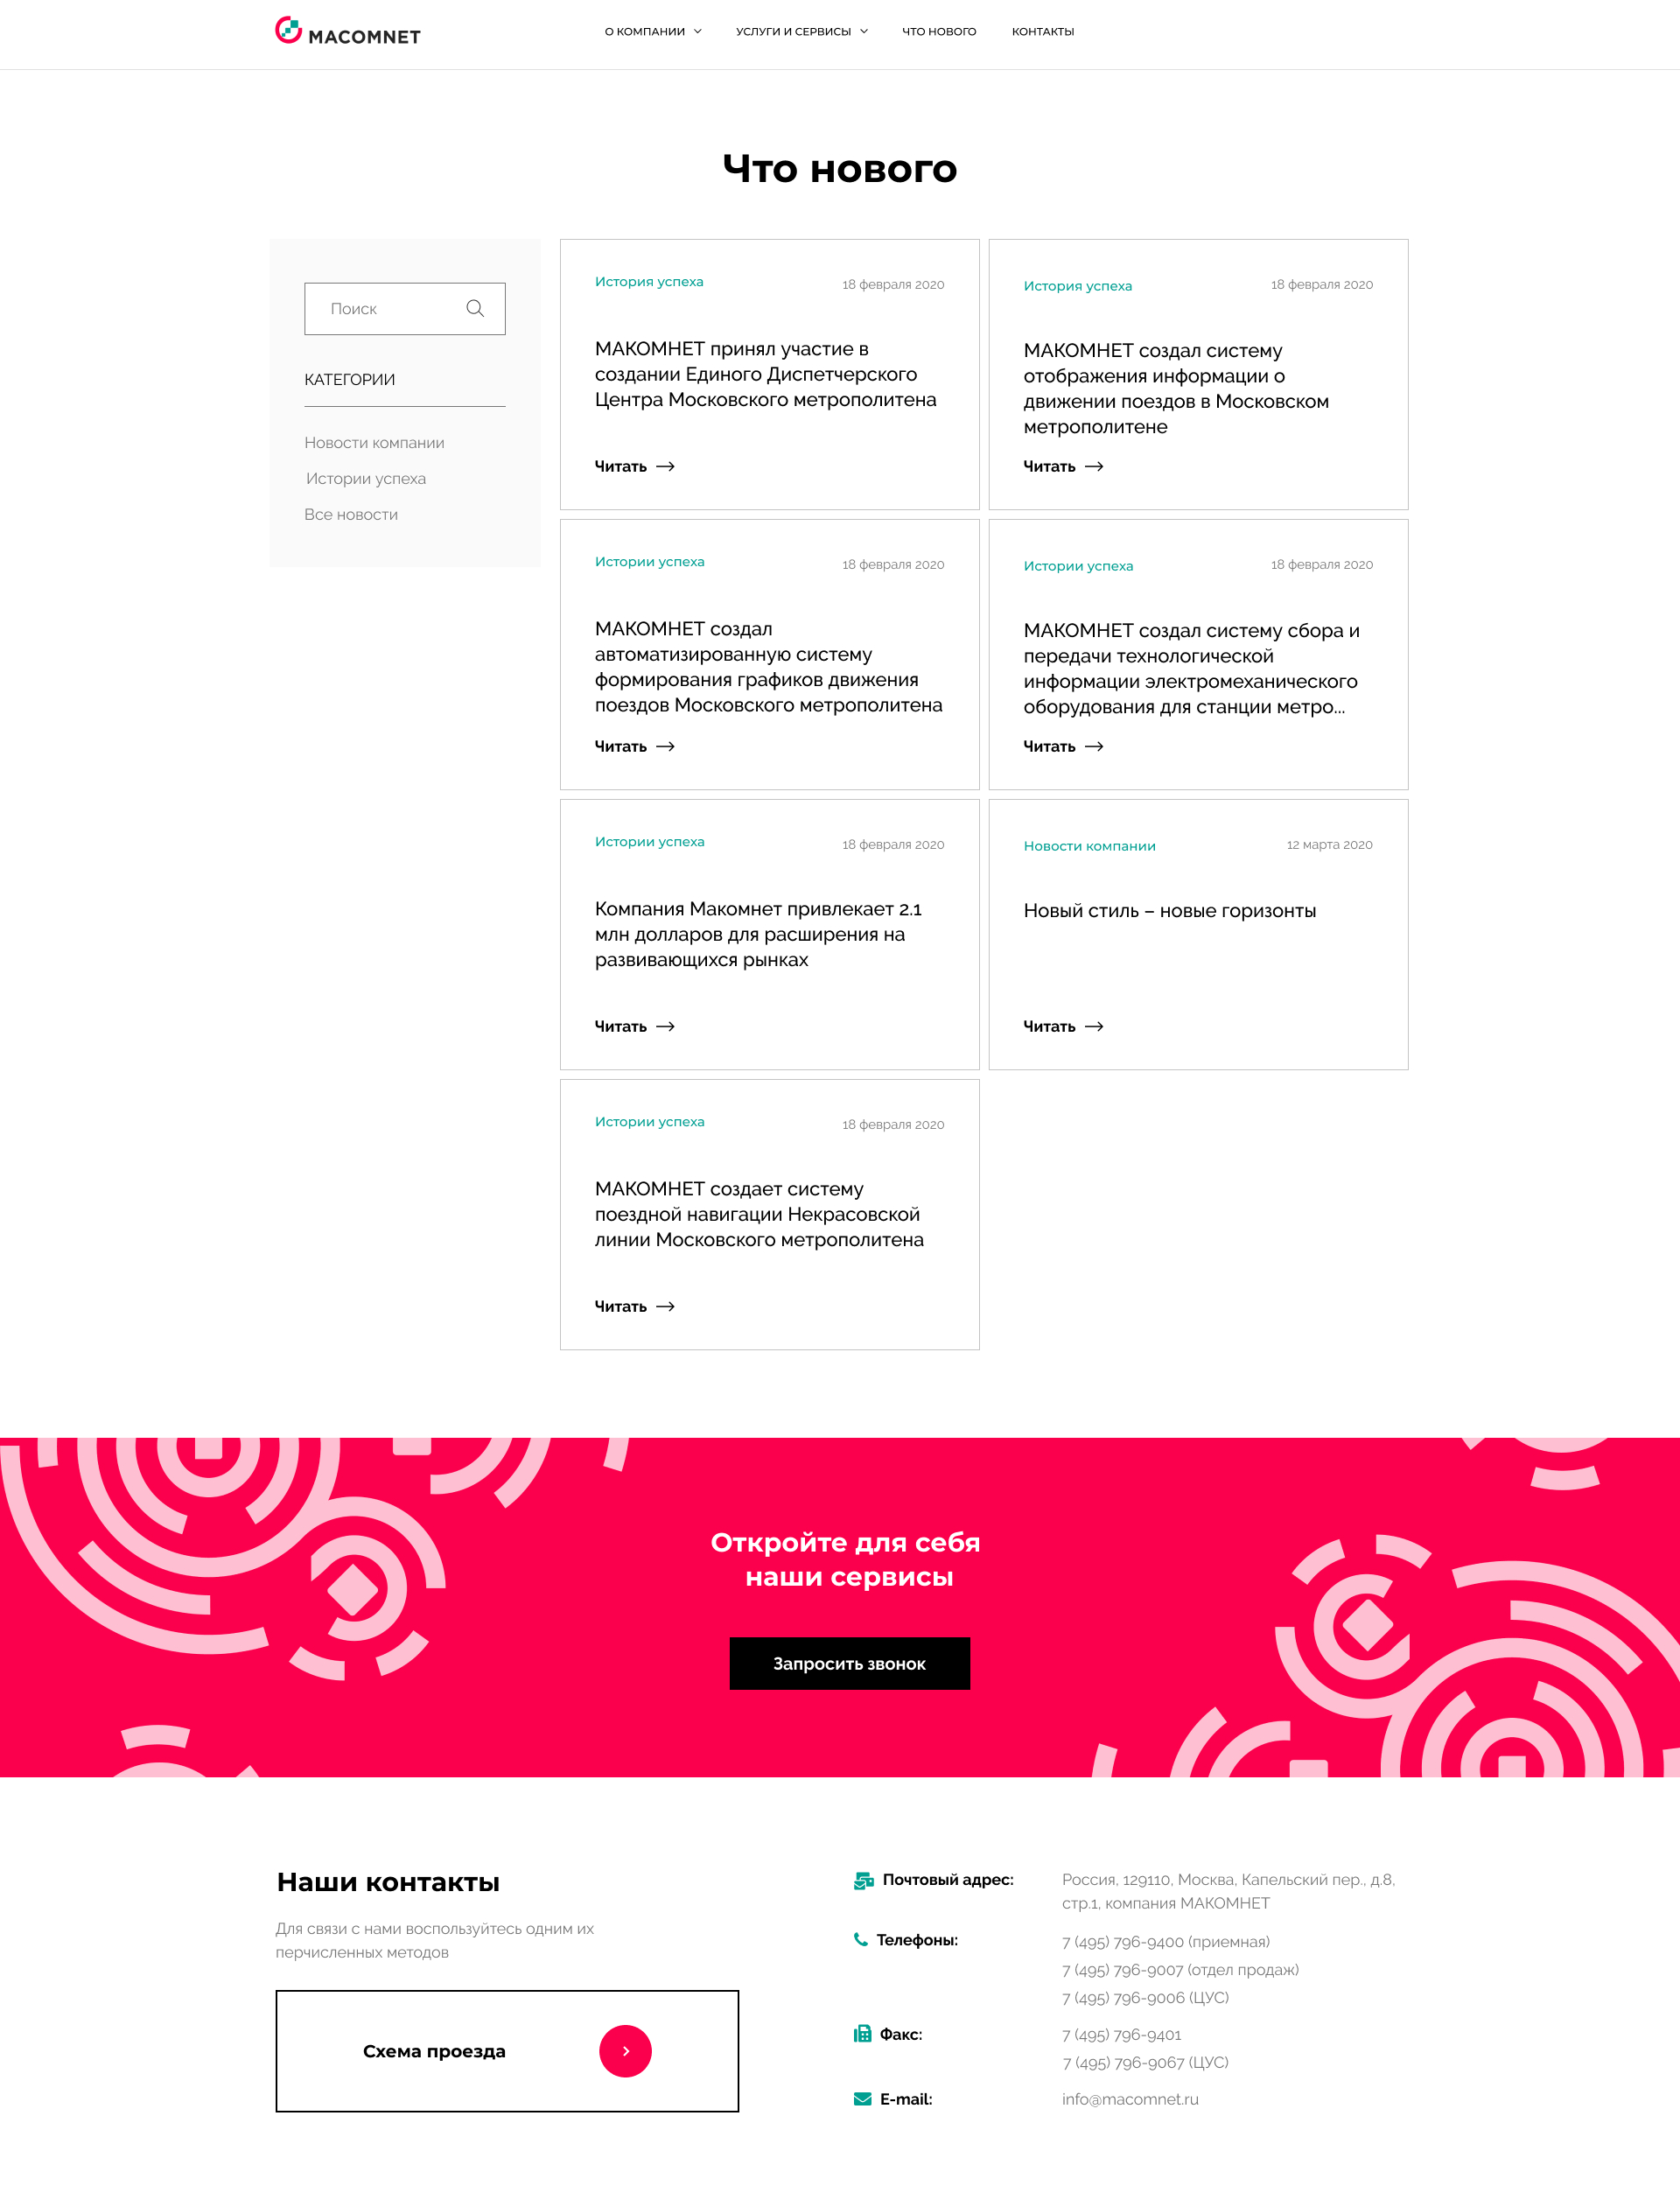 MACOMNET
О КОМПАНИИ
УСЛУГИ И СЕРВИСЫ
ЧТО НОВОГО
КОНТАКТЫ
Что нового
Поиск
КАТЕГОРИИ
Новости компании
Истории успеха
Все новости
История успеха
18 февраля 2020
МАКОМНЕТ принял участие в
создании Единого Диспетчерского
Центра Московского метрополитена
Читать
История успеха
18 февраля 2020
МАКОМНЕТ создал систему
отображения информации о
движении поездов в Московском
метрополитене
Читать
Истории успеха
18 февраля 2020
МАКОМНЕТ создал
автоматизированную систему
формирования графиков движения
поездов Московского метрополитена
Читать
Истории успеха
18 февраля 2020
МАКОМНЕТ создал систему сбора и
передачи технологической
информации электромеханического
оборудования для станции метро...
Читать
Истории успеха
18 февраля 2020
Компания Макомнет привлекает 2.1
млн долларов для расширения на
развивающихся рынках
Читать
Новости компании
12 марта 2020
Новый стиль – новые горизонты
Читать
Истории успеха
18 февраля 2020
МАКОМНЕТ создает систему
поездной навигации Некрасовской
линии Московского метрополитена
Читать
Откройте для себя
наши сервисы
Запросить звонок
Наши контакты
Для связи с нами воспользуйтесь одним их
перчисленных методов
Схема проезда
Почтовый адрес:
Россия, 129110, Москва, Капельский пер., д.8,
стр.1, компания МАКОМНЕТ
Телефоны:
7 (495) 796-9400 (приемная)
7 (495) 796-9007 (отдел продаж)
7 (495) 796-9006 (ЦУС)
Факс:
7 (495) 796-9401
7 (495) 796-9067 (ЦУС)
E-mail:
info@macomnet.ru